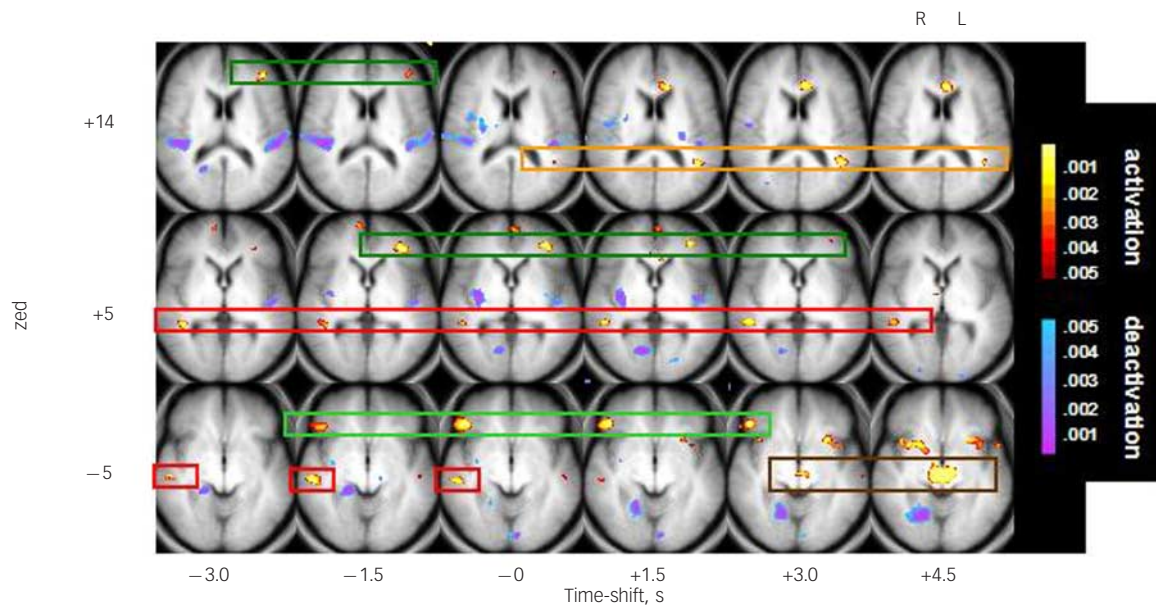 R L
+14
.001
.002
.003
.004
.005
activation
zed
+5
.005
.004
.003
.002
.001
deactivation
−5
−3.0 −1.5 −0 +1.5 +3.0 +4.5
Time-shift, s